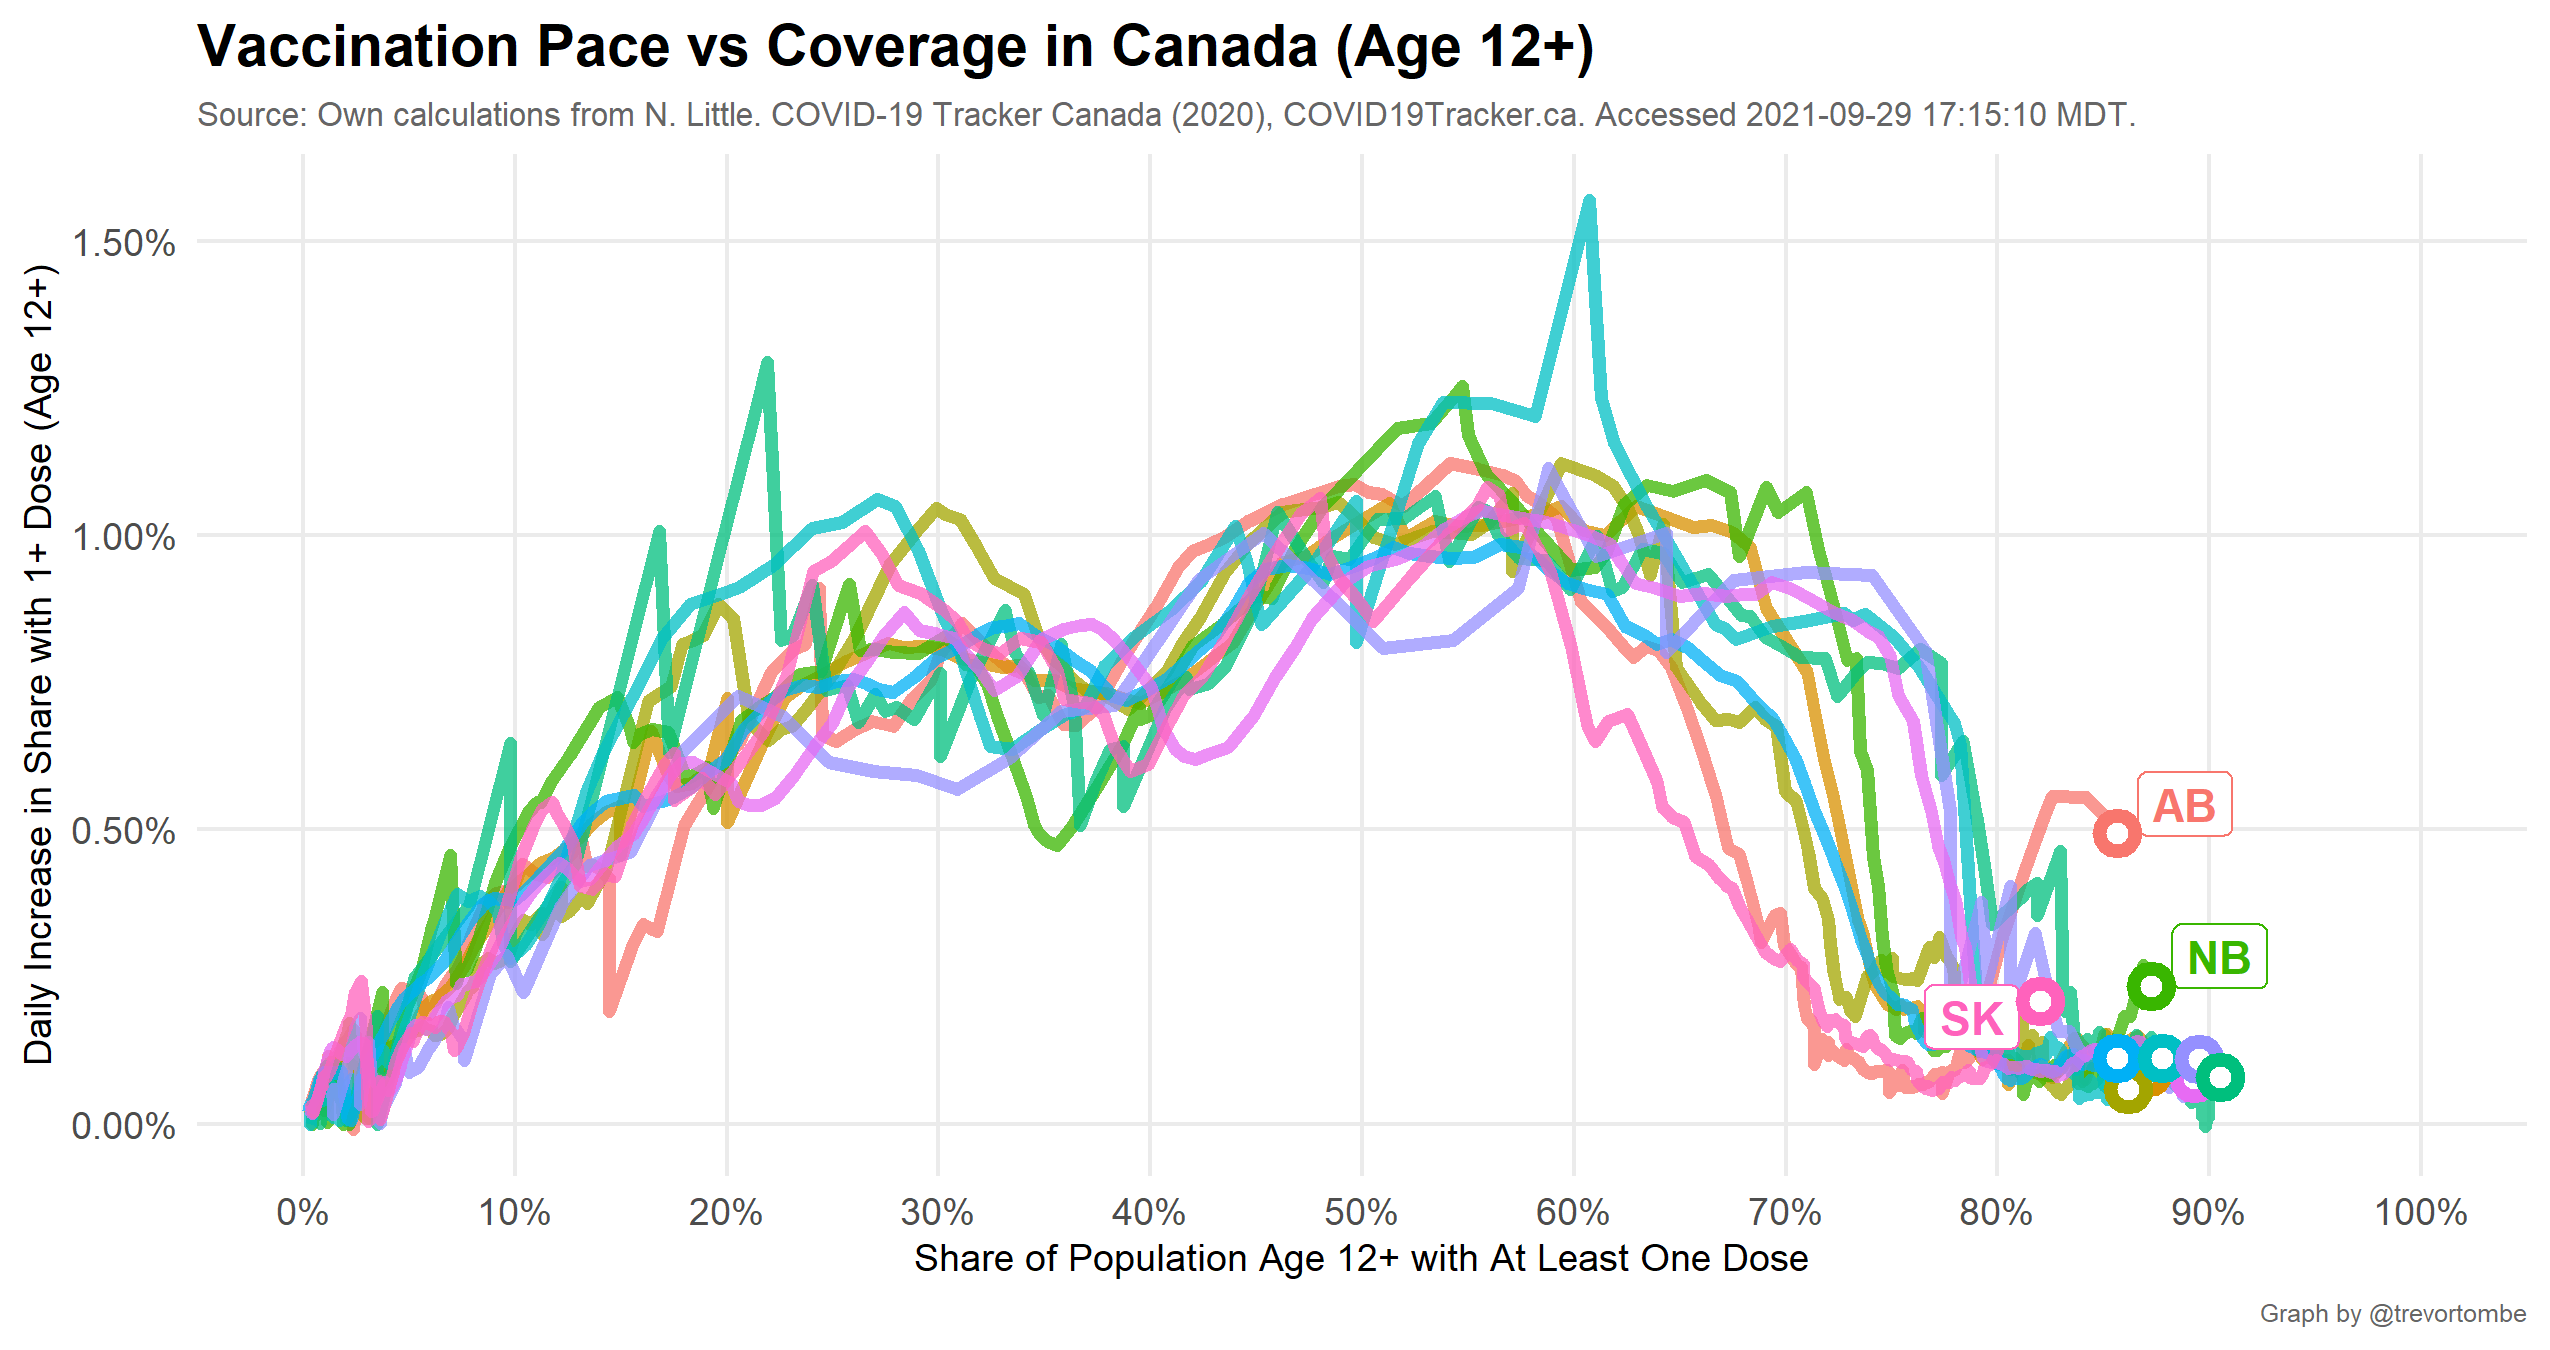 Vaccination Pace vs Coverage in Canada (Age 12+)
Source: Own calculations from N. Little. COVID-19 Tracker Canada (2020), COVID19Tracker.ca. Accessed 2021-09-29 17:15:10 MDT.
Daily Increase in Share with 1+ Dose (Age 12+)
1.50%
1.00%
0.50%
0.00%
AB
NB
SK
0% 10% 20% 30% 40% 50% 60% 70% 80% 90% 100%
Share of Population Age 12+ with At Least One Dose
Graph by @trevortombe